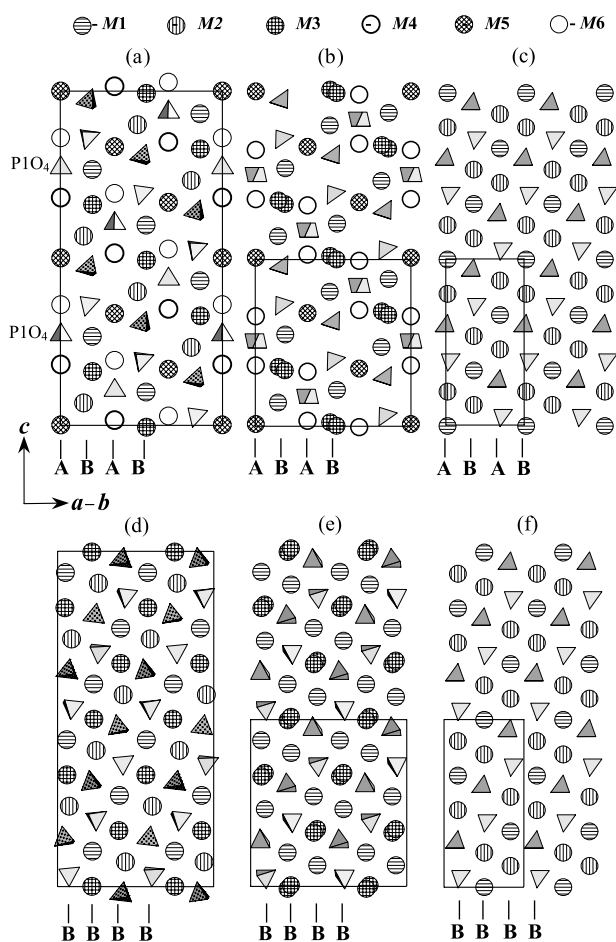 - M1 - M2 M3 - M4 M5 - M6
(a) (b) (c)
P1O₄
P1O₄
c
A B A B A B A B A B A B
a–b
(d) (e) (f)
B B B B B B B B B B B B